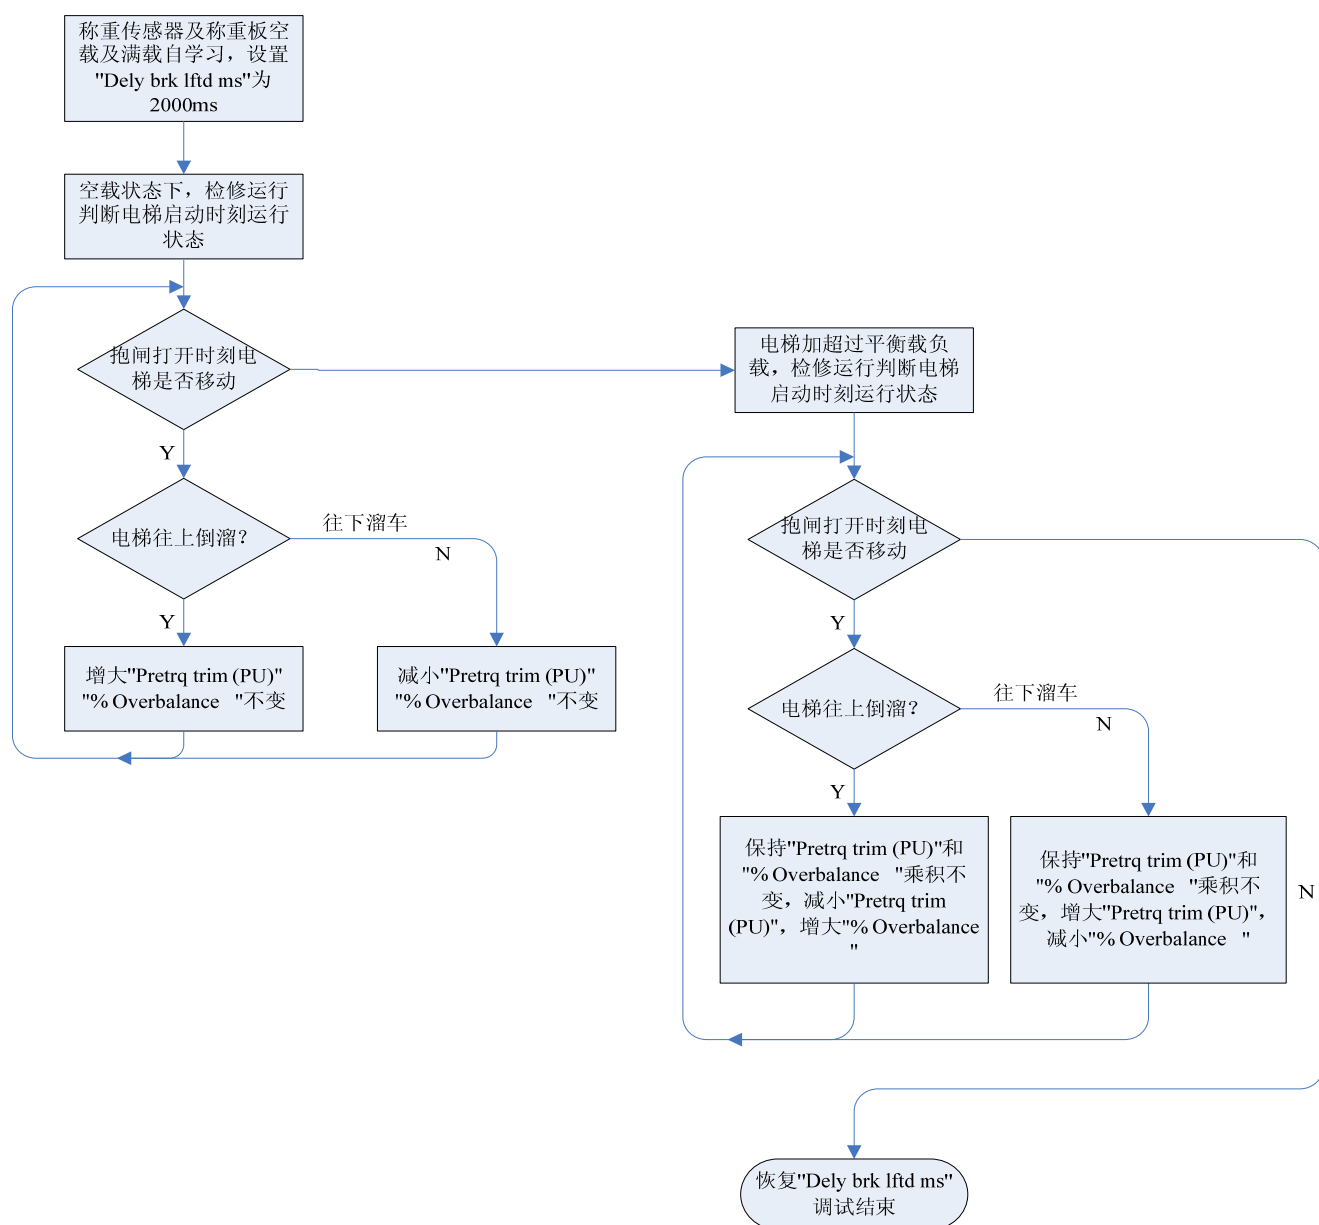 称重传感器及称重板空
载及满载自学习，设置
"Dely brk lftd ms"为
2000ms
空载状态下，检修运行
判断电梯启动时刻运行
状态
抱闸打开时刻电
梯是否移动
Y
电梯往上倒溜？
往下溜车
N
Y
增大"Pretrq trim (PU)"
"% Overbalance "不变
减小"Pretrq trim (PU)"
"% Overbalance "不变
电梯加超过平衡载负
载，检修运行判断电梯
启动时刻运行状态
抱闸打开时刻电
梯是否移动
Y
电梯往上倒溜？
往下溜车
N
Y
保持"Pretrq trim (PU)"和
"% Overbalance "乘积不
变，减小"Pretrq trim
(PU)"，增大"% Overbalance
"
保持"Pretrq trim (PU)"和
"% Overbalance "乘积不
变，增大"Pretrq trim (PU)"，
减小"% Overbalance "
N
恢复"Dely brk lftd ms"
调试结束